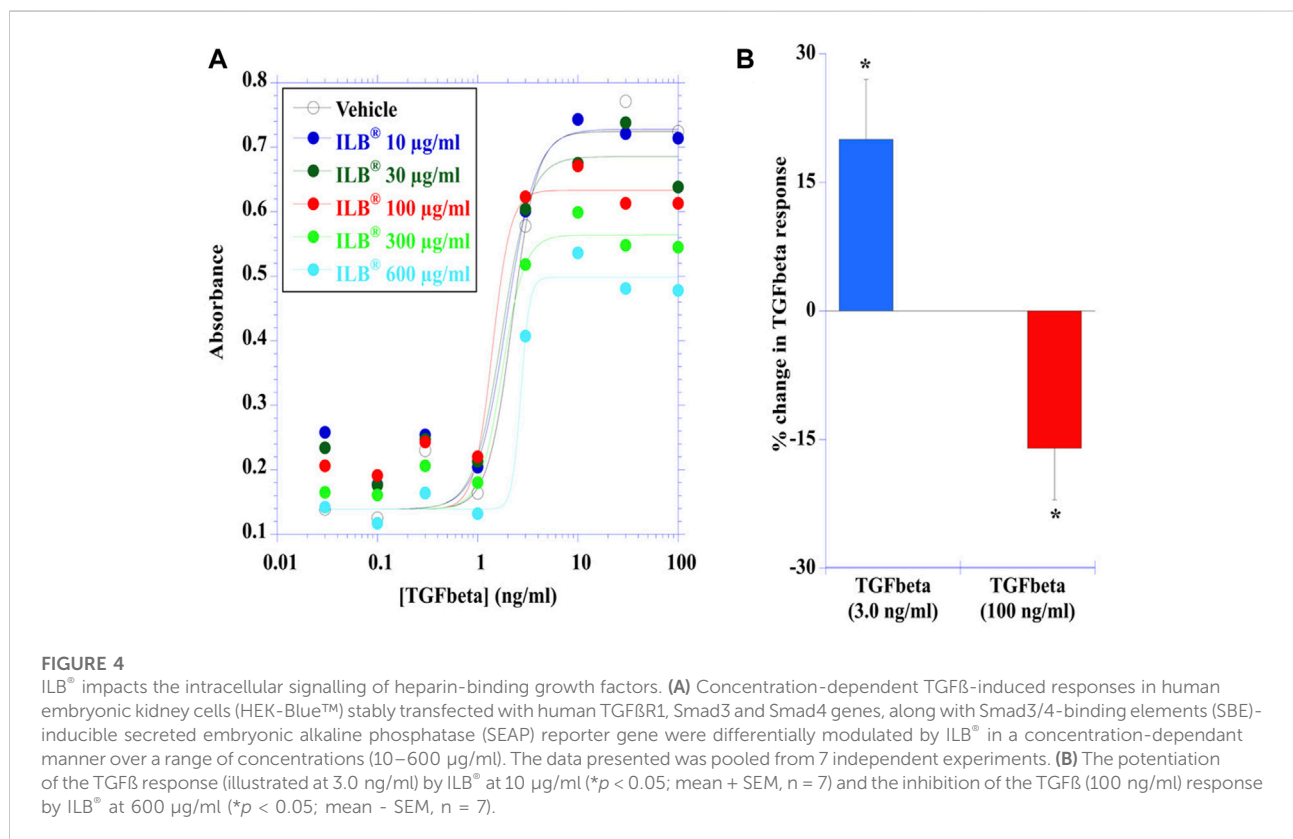 A
Absorbance
0.8
0.7
0.6
0.5
0.4
0.3
0.2
0.1
Vehicle
ILB® 10 µg/ml
ILB® 30 µg/ml
ILB® 100 µg/ml
ILB® 300 µg/ml
ILB® 600 µg/ml
0.01 0.1 1 10 100
[TGFbeta] (ng/ml)
B
% change in TGFbeta response
30
15
0
-15
-30
*
*
TGFbeta
(3.0 ng/ml)
TGFbeta
(100 ng/ml)
FIGURE 4
ILB® impacts the intracellular signalling of heparin-binding growth factors. (A) Concentration-dependent TGFß-induced responses in human
embryonic kidney cells (HEK-Blue™) stably transfected with human TGFßR1, Smad3 and Smad4 genes, along with Smad3/4-binding elements (SBE)-
inducible secreted embryonic alkaline phosphatase (SEAP) reporter gene were differentially modulated by ILB® in a concentration-dependant
manner over a range of concentrations (10–600 µg/ml). The data presented was pooled from 7 independent experiments. (B) The potentiation
of the TGFß response (illustrated at 3.0 ng/ml) by ILB® at 10 µg/ml (*p < 0.05; mean + SEM, n = 7) and the inhibition of the TGFß (100 ng/ml) response
by ILB® at 600 µg/ml (*p < 0.05; mean - SEM, n = 7).